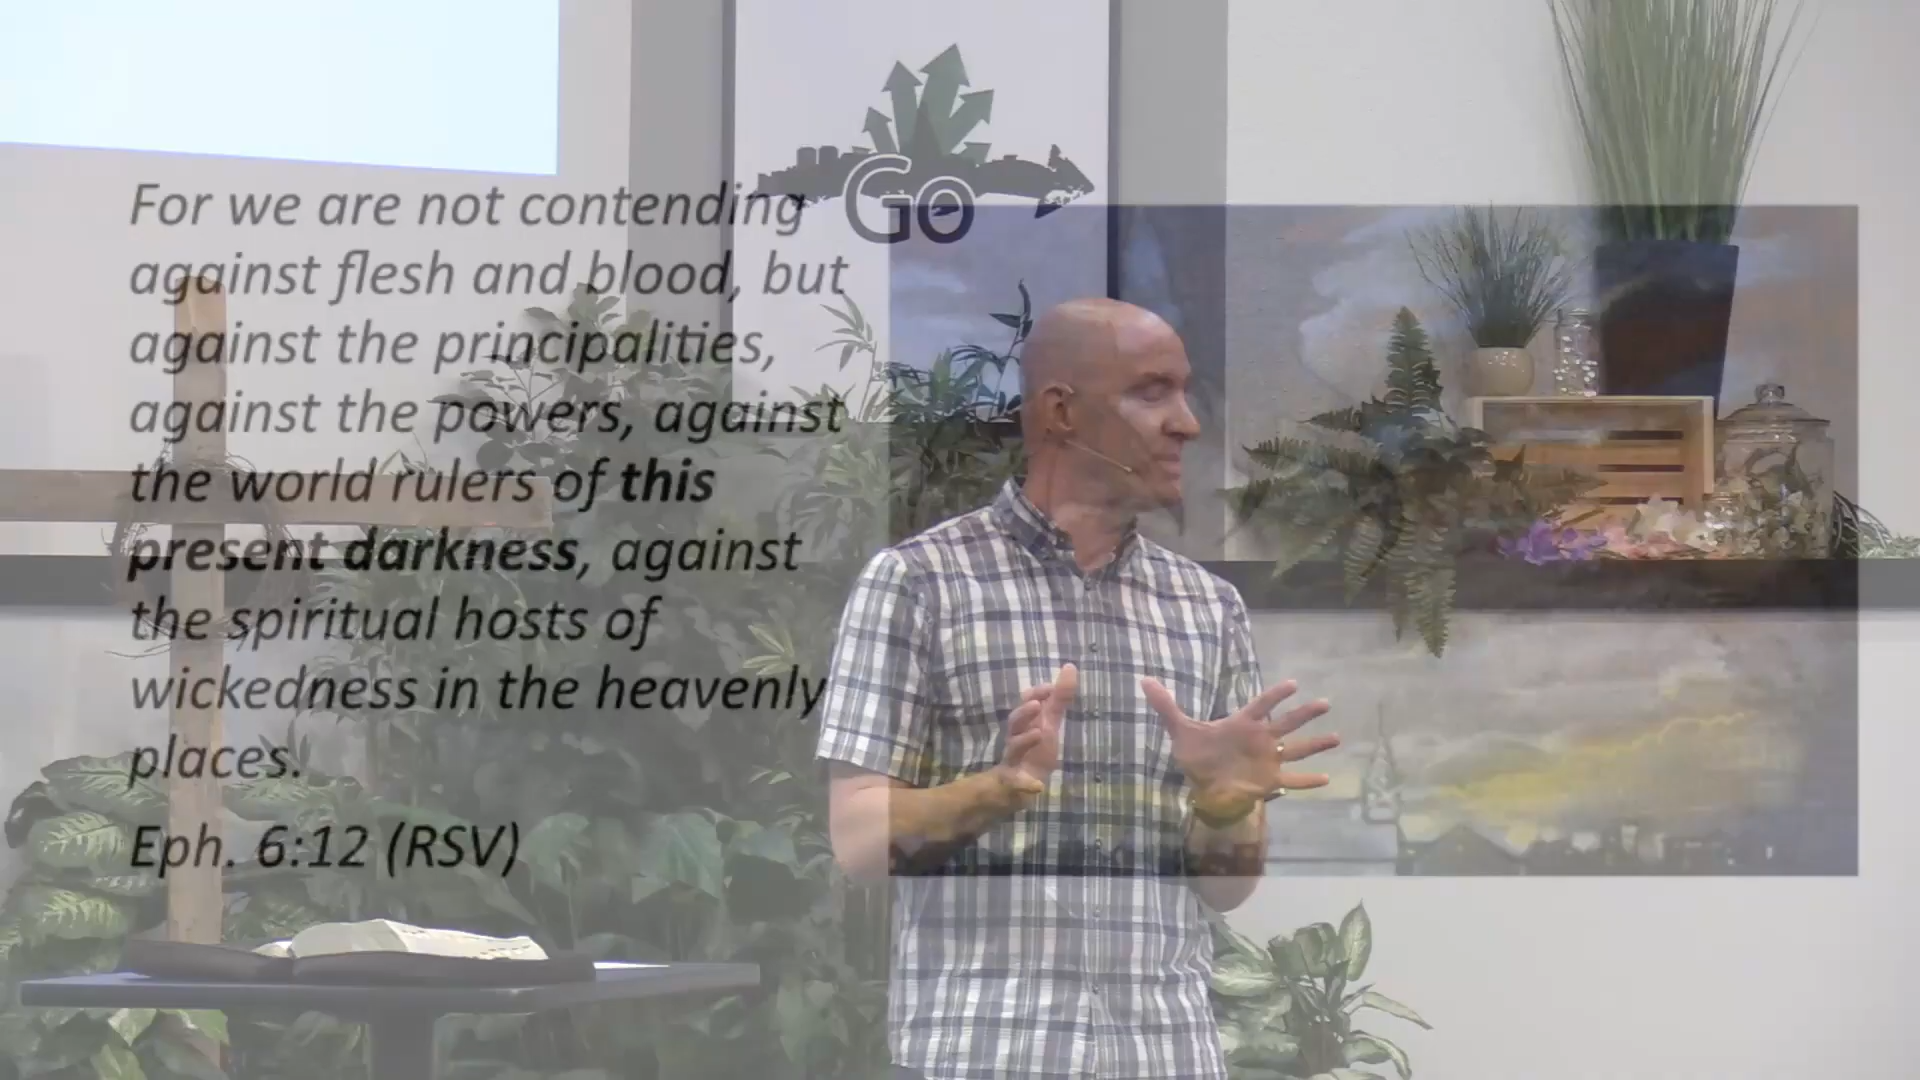 Go
For we are not contending
against flesh and blood, but
against the principalities,
against the powers, against
the world rulers of this
present darkness, against
the spiritual hosts of
wickedness in the heavenly
places.
Eph. 6:12 (RSV)